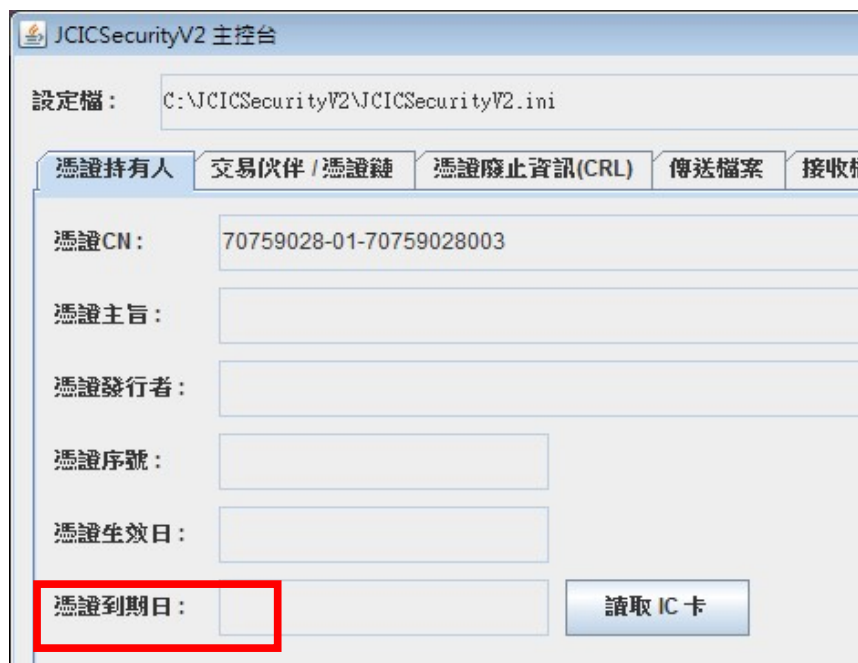 JCICSecurityV2 主控台
設定檔： C:\JCICSecurityV2\JCICSecurityV2.ini
憑證持有人 交易伙伴 / 憑證鏈 憑證廢止資訊(CRL) 傳送檔案 接收
憑證CN： 70759028-01-70759028003
憑證主旨：
憑證發行者：
憑證序號：
憑證生效日：
憑證到期日： 讀取 IC 卡